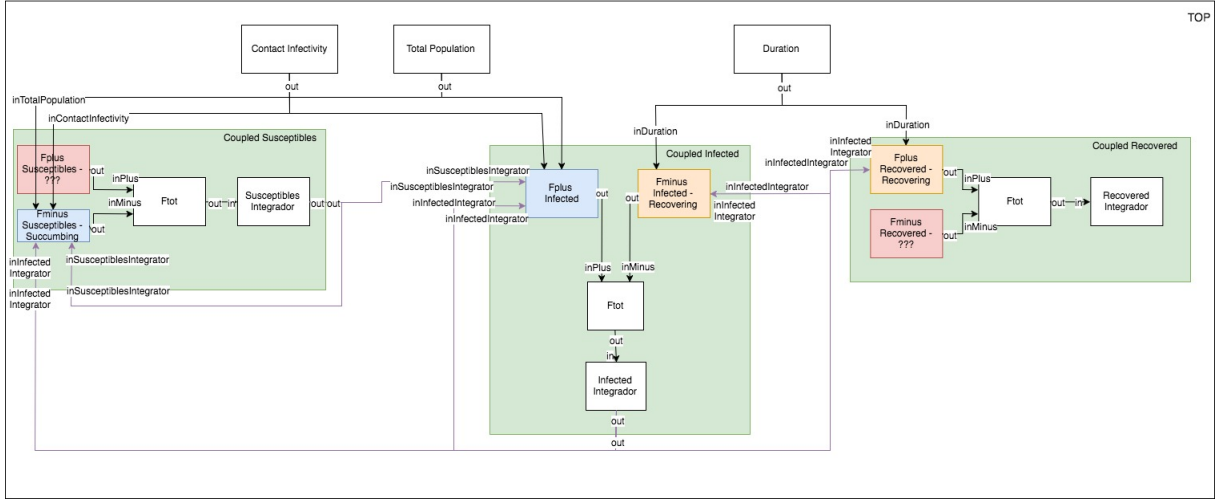 TOP
Contact Infectivity
Total Population
Duration
out
out
out
inTotalPopulation
inContactInfectivity
inDuration
inDuration
Coupled Susceptibles
Fplus
Susceptibles -
???
out
inPlus
Ftot
out
in
Susceptibles
Integrador
out
out
inMinus
Fminus
Susceptibles -
Succumbing
out
inInfected
Integrator
inSusceptiblesIntegrator
inInfected
Integrator
inSusceptiblesIntegrator
Coupled Infected
inSusceptiblesIntegrator
inSusceptiblesIntegrator
inInfectedIntegrator
inInfectedIntegrator
Fplus
Infected
out
Fminus
Infected -
Recovering
out
inInfectedIntegrator
inInfected
Integrator
inPlus
inMinus
Ftot
out
in
Infected
Integrador
out
out
Coupled Recovered
inInfected
Integrator
inInfectedIntegrator
Fplus
Recovered -
Recovering
out
inPlus
Ftot
out
in
Recovered
Integrador
Fminus
Recovered -
???
out
inMinus